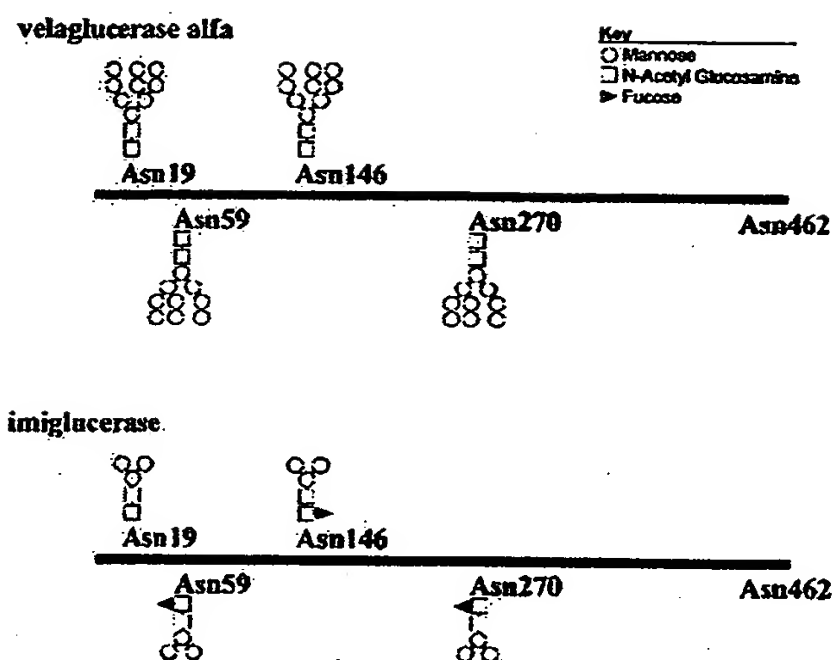 velaglucerase alfa
Key
Mannose
N-Acetyl Glucosamine
Fucose
Asn19
Asn146
Asn59
Asn270
Asn462
imiglucerase
Asn19
Asn146
Asn59
Asn270
Asn462